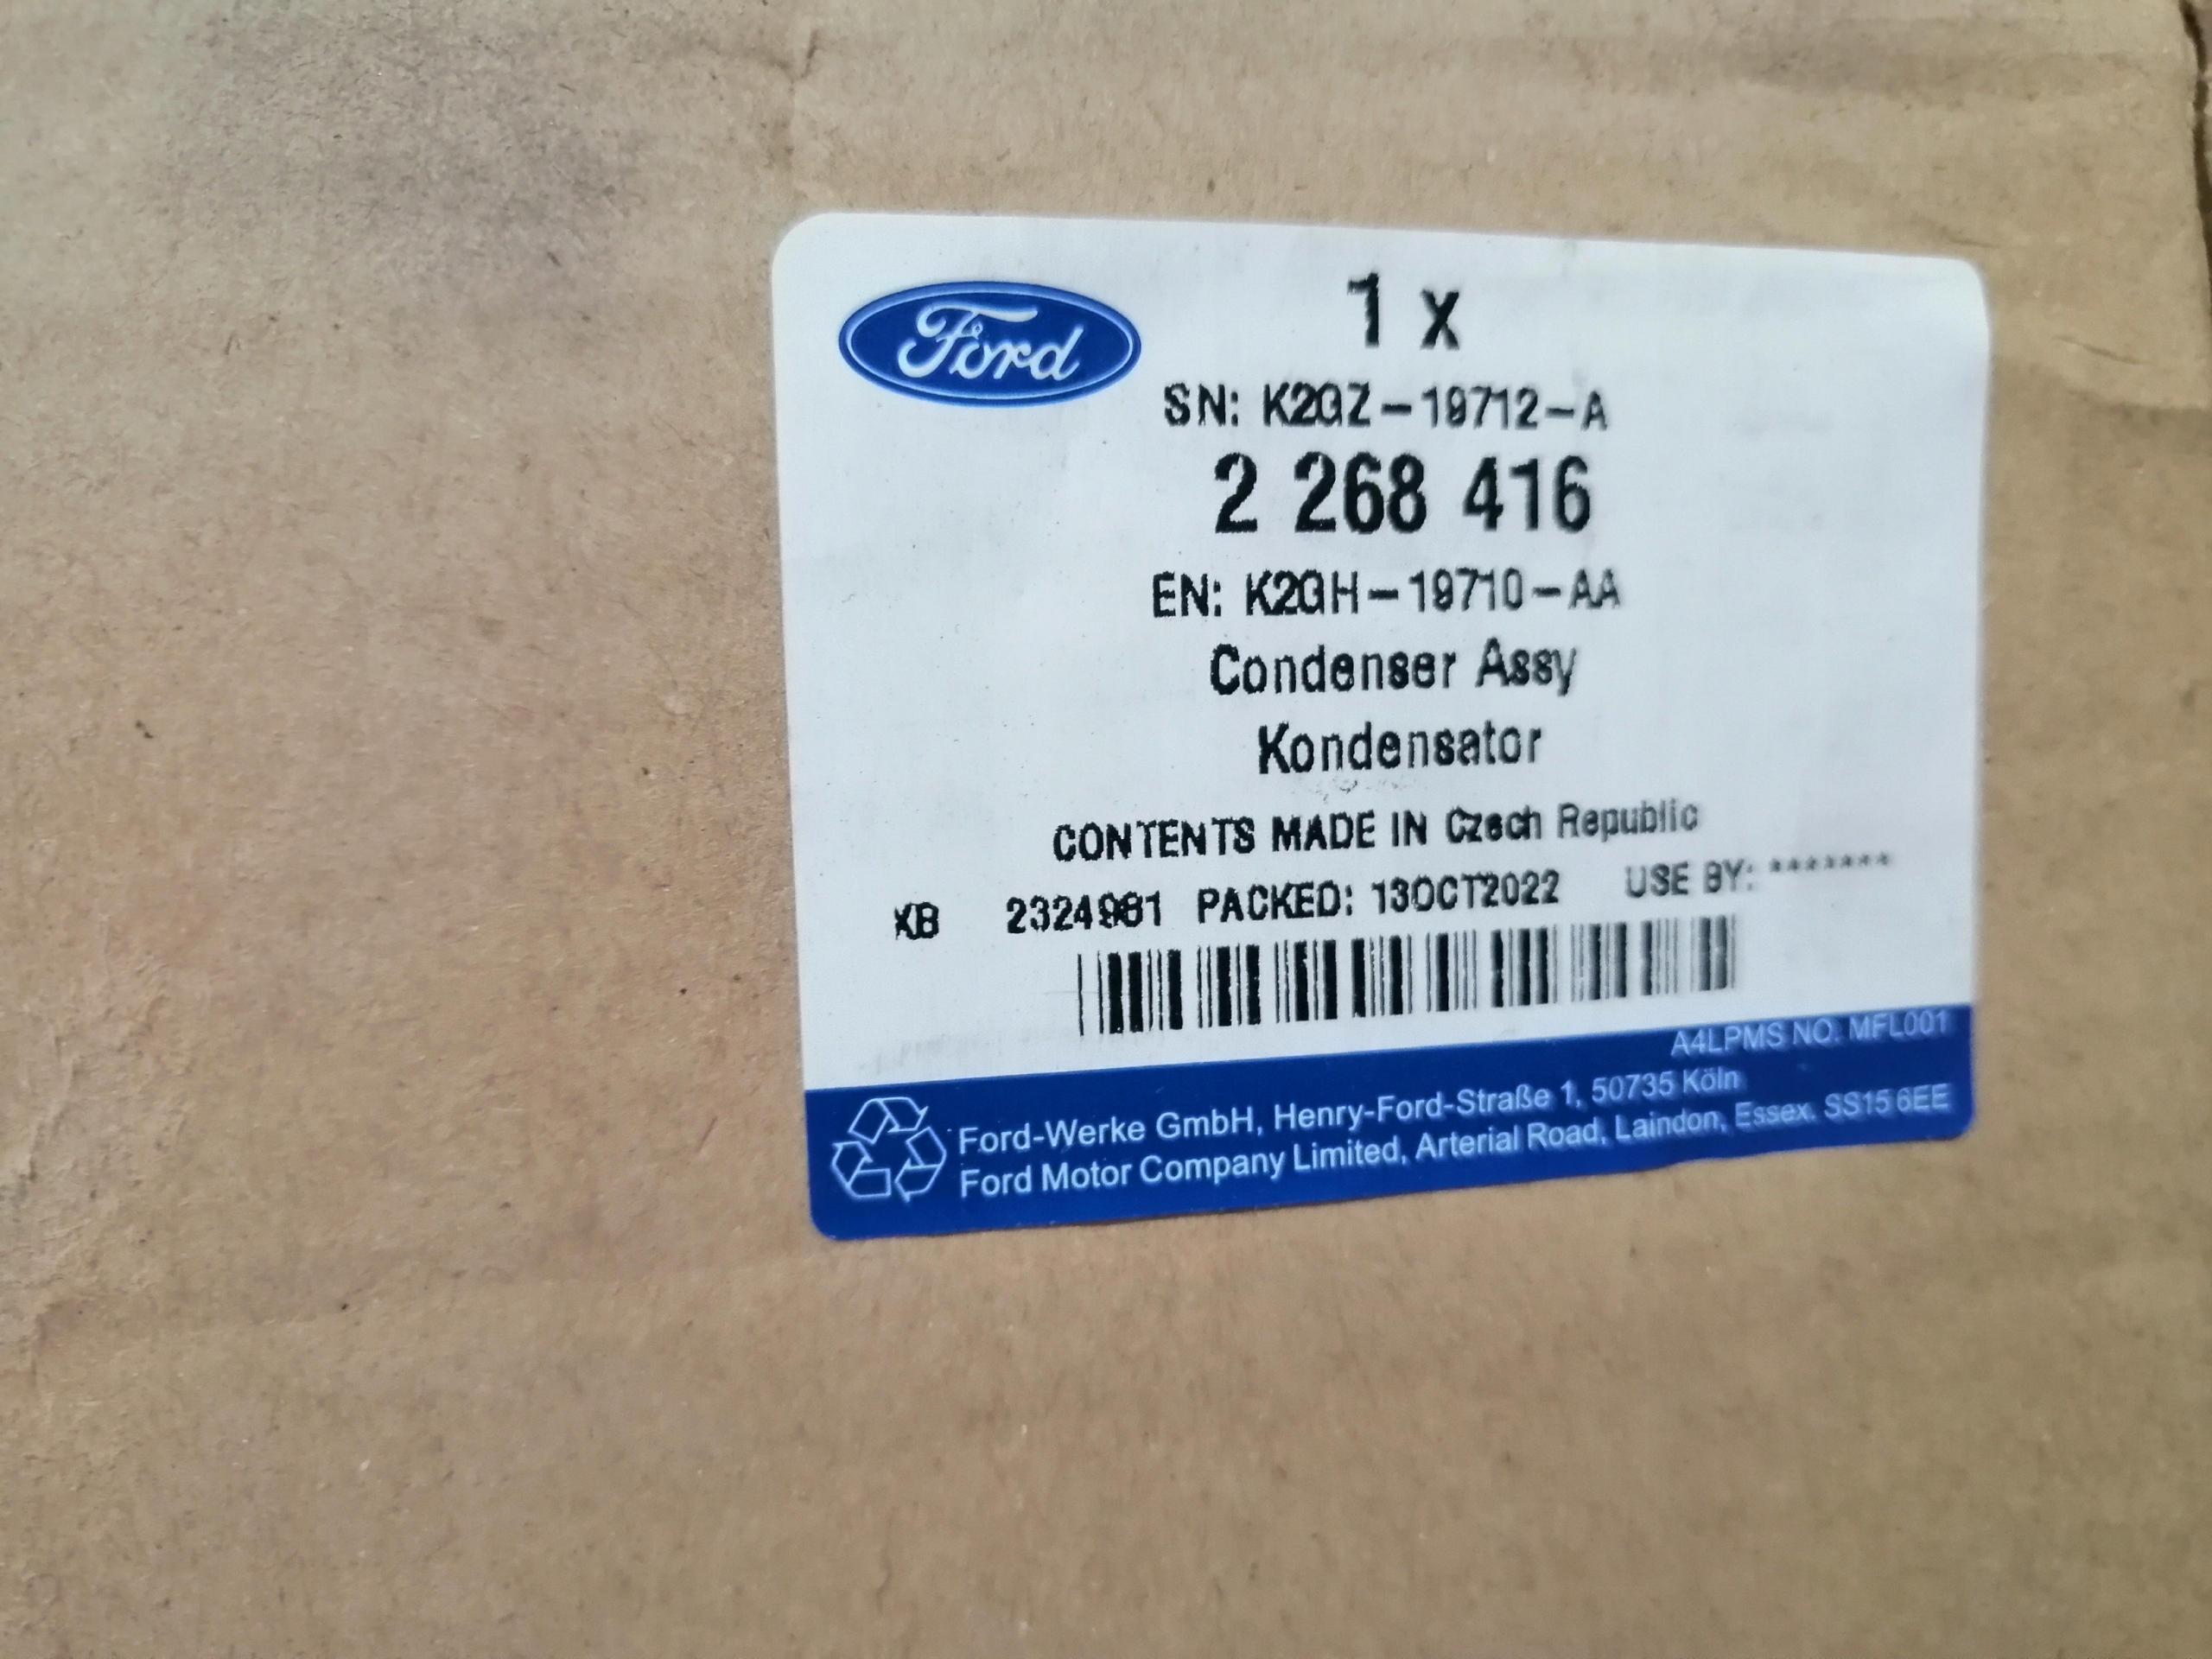 Ford
1 x
SN: K2GZ-19712-A
2 268 416
EN: K2GH-19710-AA
Condenser Assy
Kondensator
CONTENTS MADE IN Czech Republic
KB 2324961 PACKED: 13OCT2022 USE BY: *******
A4LPMS NO. MFL001
Ford-Werke GmbH, Henry-Ford-Straße 1, 50735 Köln
Ford Motor Company Limited, Arterial Road, Laindon, Essex. SS15 6EE